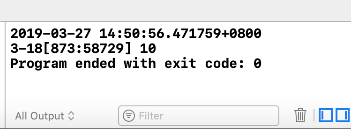 2019-03-27 14:50:56.471759+0800
3-18[873:58729] 10
Program ended with exit code: 0
All Output
Filter